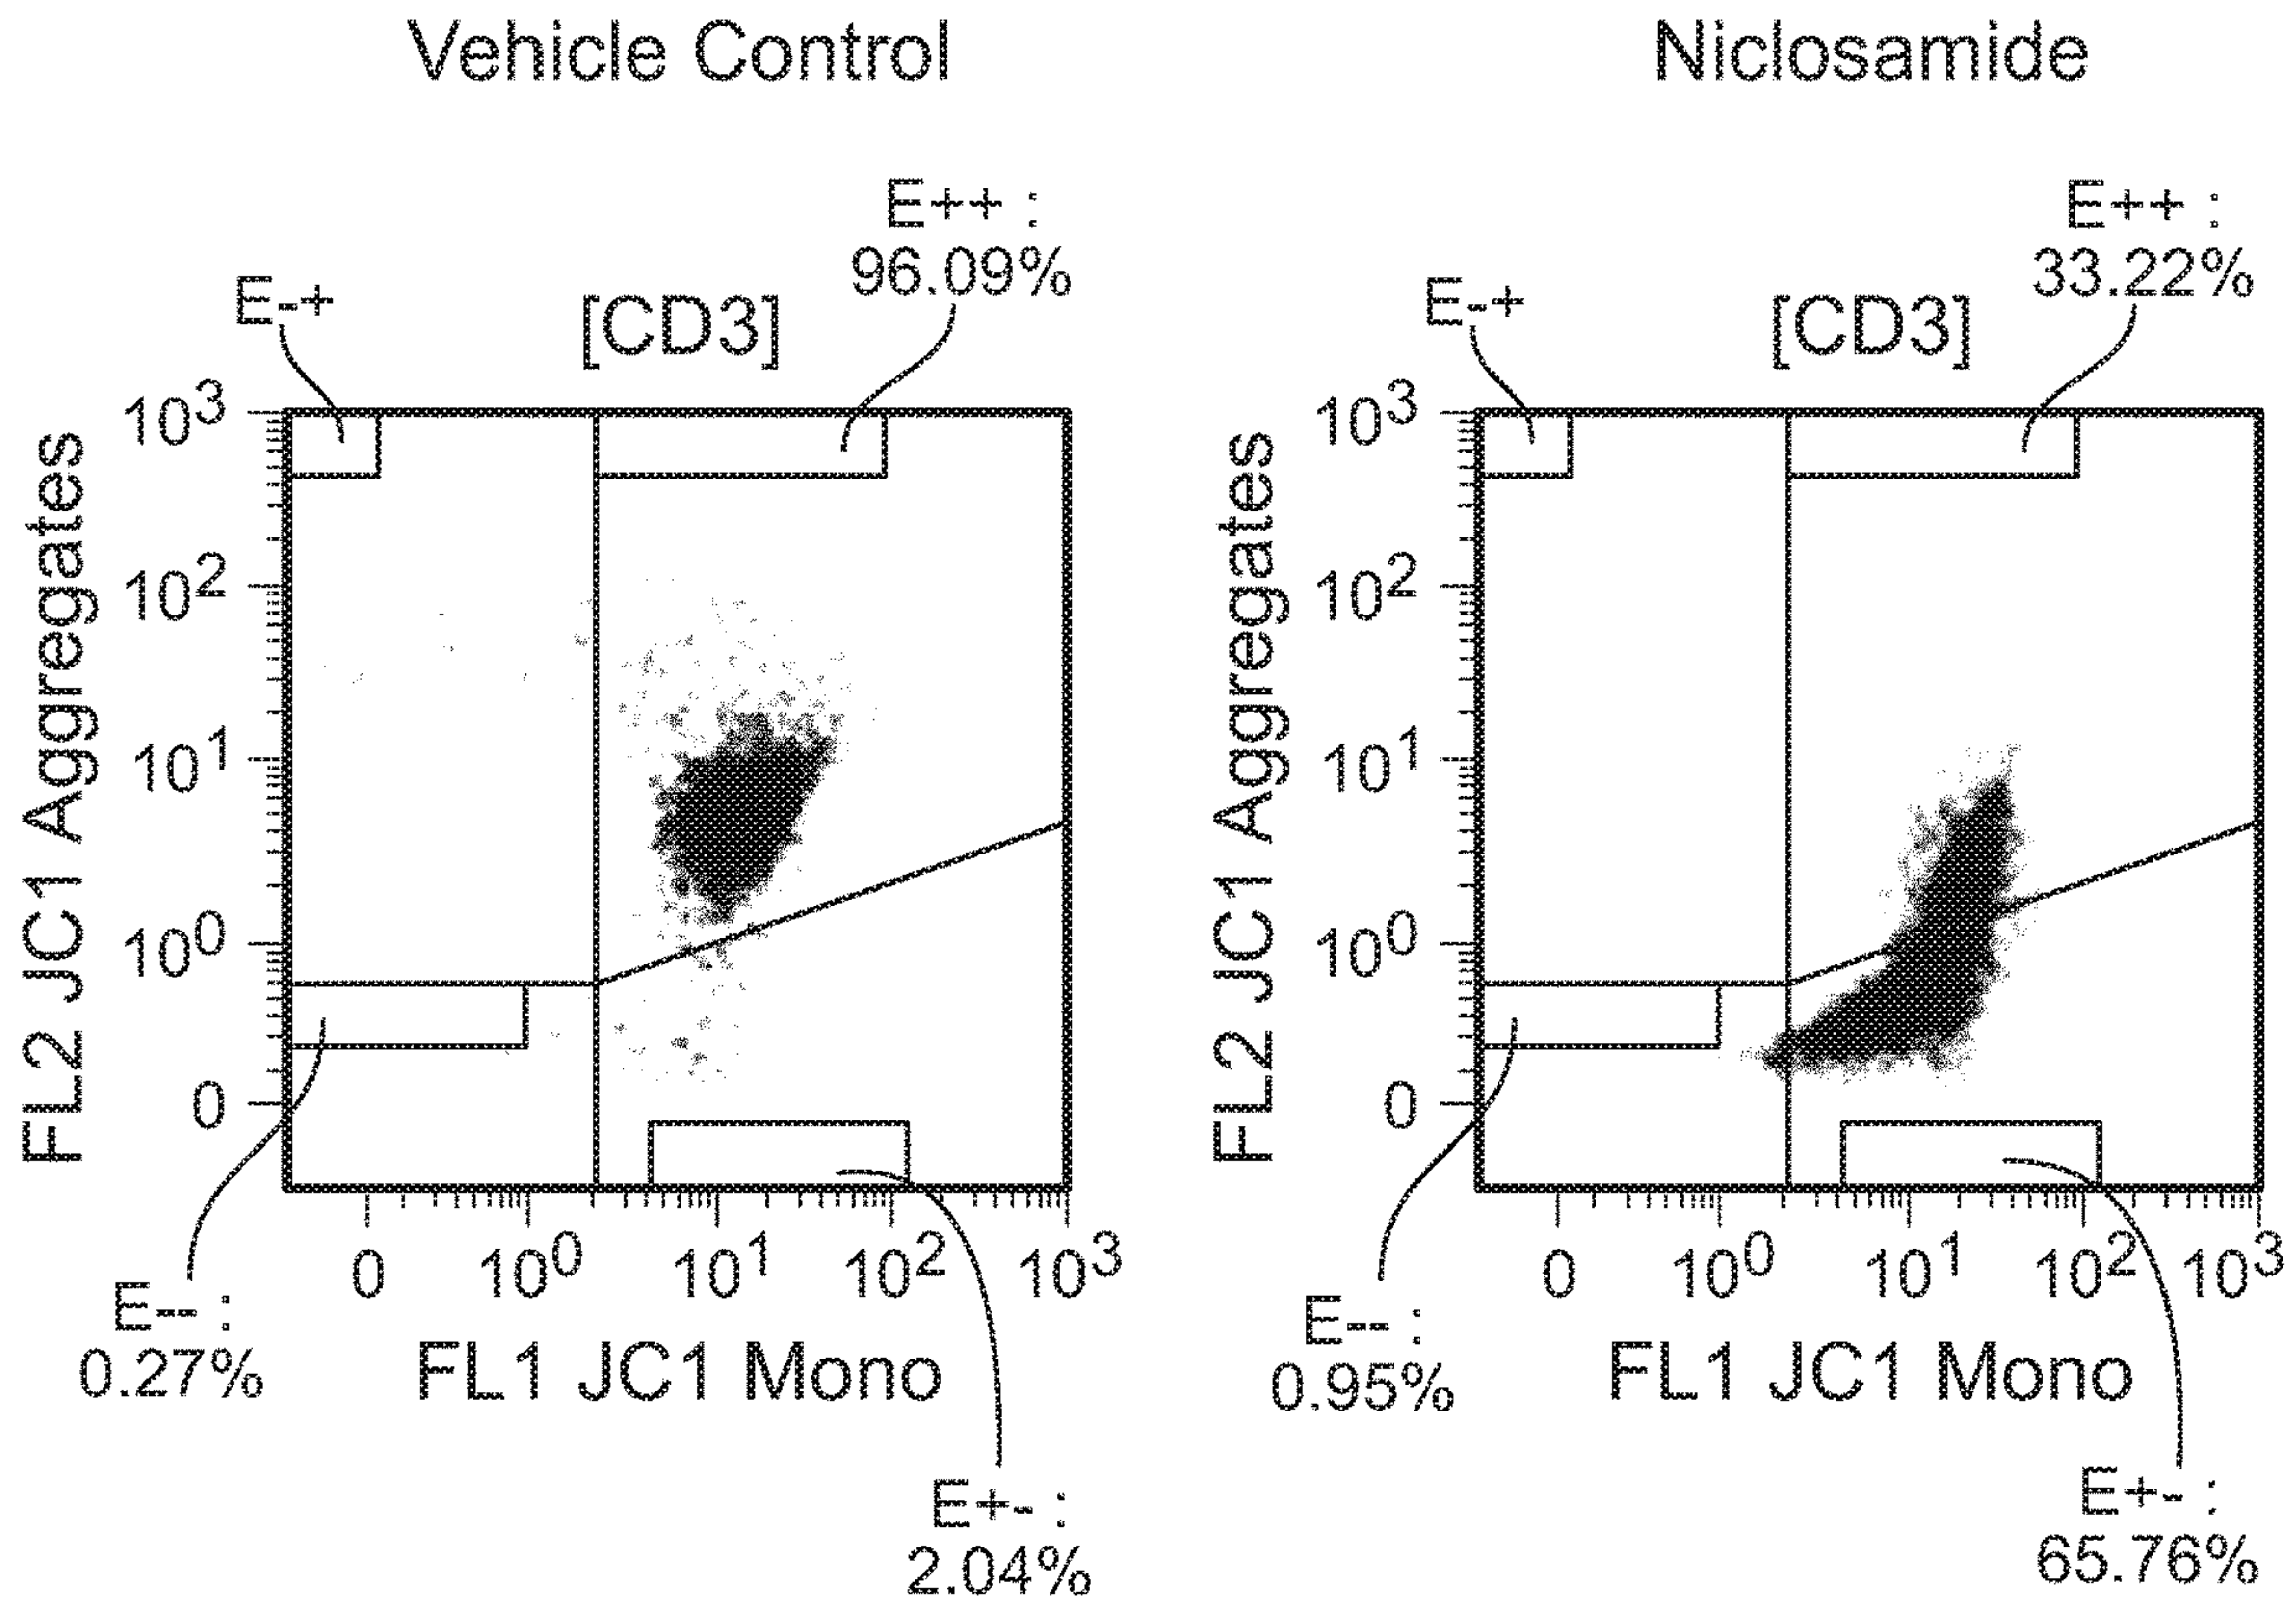 Vehicle Control
E++ :
96.09%
E-+
[CD3]
103
102
101
100
0
FL2 JC1 Aggregates
0
100
101
102
103
E-- :
0.27%
FL1 JC1 Mono
E+- :
2.04%
Niclosamide
E++ :
33.22%
E-+
[CD3]
103
102
101
100
0
FL2 JC1 Aggregates
0
100
101
102
103
E-- :
0.95%
FL1 JC1 Mono
E+- :
65.76%